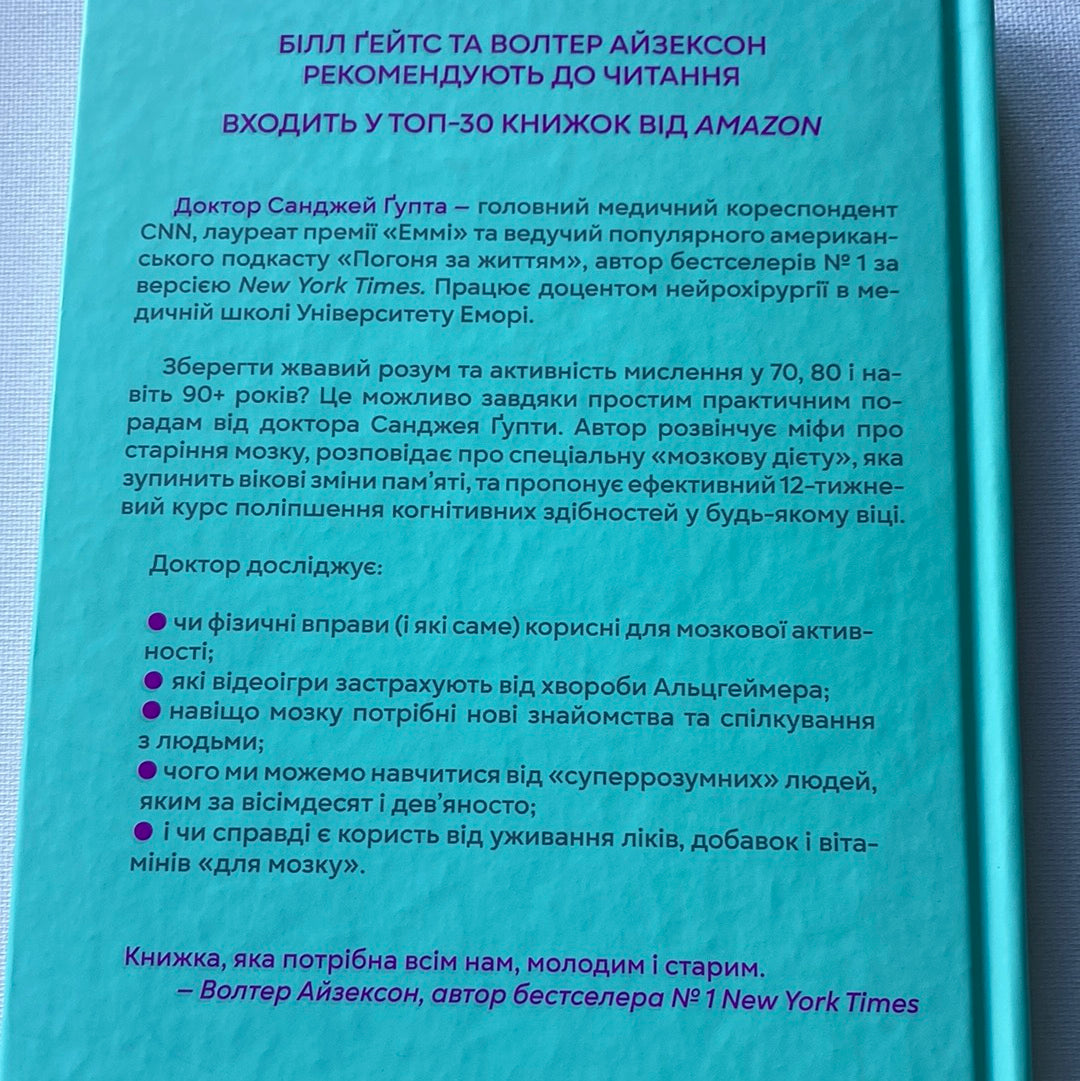 БІЛЛ ҐЕЙТС ТА ВОЛТЕР АЙЗЕКСОН
РЕКОМЕНДУЮТЬ ДО ЧИТАННЯ
ВХОДИТЬ У ТОП-30 КНИЖОК ВІД AMAZON
Доктор Санджей Ґупта – головний медичний кореспондент
CNN, лауреат премії «Еммі» та ведучий популярного американ-
ського подкасту «Погоня за життям», автор бестселерів № 1 за
версією New York Times. Працює доцентом нейрохірургії в ме-
дичній школі Університету Еморі.
Зберегти жвавий розум та активність мислення у 70, 80 і на-
віть 90+ років? Це можливо завдяки простим практичним по-
радам від доктора Санджея Ґупти. Автор розвінчує міфи про
старіння мозку, розповідає про спеціальну «мозкову дієту», яка
зупинить вікові зміни пам’яті, та пропонує ефективний 12-тижне-
вий курс поліпшення когнітивних здібностей у будь-якому віці.
Доктор досліджує:
● чи фізичні вправи (і які саме) корисні для мозкової актив-
ності;
● які відеоігри застрахують від хвороби Альцгеймера;
● навіщо мозку потрібні нові знайомства та спілкування
з людьми;
● чого ми можемо навчитися від «суперрозумних» людей,
яким за вісімдесят і дев’яносто;
● і чи справді є користь від уживання ліків, добавок і віта-
мінів «для мозку».
Книжка, яка потрібна всім нам, молодим і старим.
– Волтер Айзексон, автор бестселера № 1 New York Times